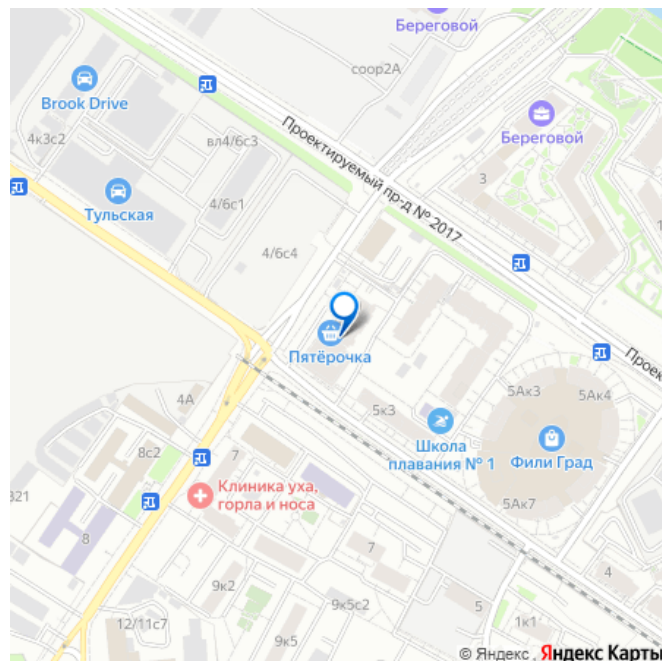 Береговой
соор2А
Brook Drive
4к3с2
вл4/6с3
Проектируемый пр-д № 2017
Береговой
3
Тульская
4/6с1
4/6с4
Пятёрочка
Проек
5Ак3
5Ак4
4А
5к3
Школа
плавания № 1
Фили Град
8с2
7
Клиника уха,
горла и носа
5Ак7
321
8
7
9к2
4
5
9к5с2
1к1
12/11с7
9к5
© Яндекс Яндекс Карты